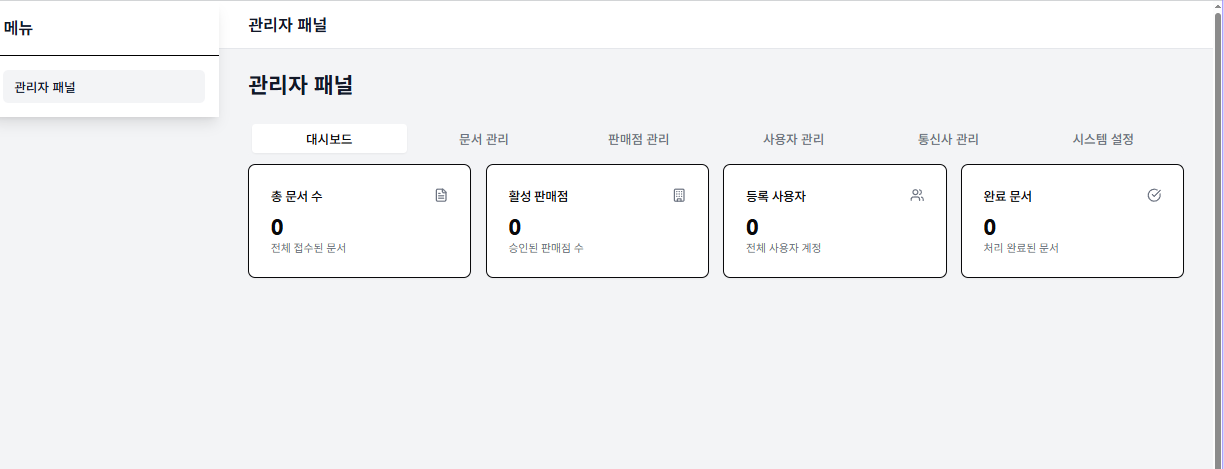 메뉴
관리자 패널
관리자 패널
관리자 패널
대시보드
문서 관리
판매점 관리
사용자 관리
통신사 관리
시스템 설정
총 문서 수
0
전체 접수된 문서
활성 판매점
0
승인된 판매점 수
등록 사용자
0
전체 사용자 계정
완료 문서
0
처리 완료된 문서